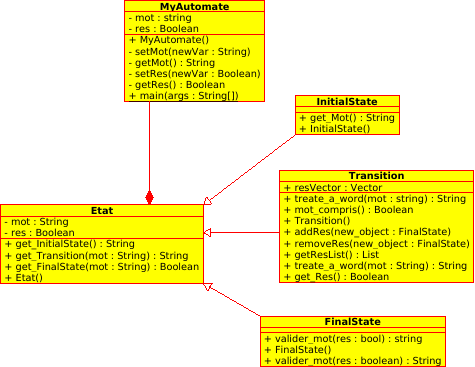 MyAutomate
- mot : string
- res : Boolean
+ MyAutomate()
- setMot(newVar : String)
- getMot() : String
- setRes(newVar : Boolean)
- getRes() : Boolean
+ main(args : String[])
InitialState
+ get_Mot() : String
+ InitialState()
Transition
+ resVector : Vector
+ treate_a_word(mot : string) : String
+ mot_compris() : Boolean
+ Transition()
+ addRes(new_object : FinalState)
+ removeRes(new_object : FinalState)
+ getResList() : List
+ treate_a_word(mot : String) : String
+ get_Res() : Boolean
Etat
- mot : String
- res : Boolean
+ get_InitialState() : String
+ get_Transition(mot : String) : String
+ get_FinalState(mot : String) : Boolean
+ Etat()
FinalState
+ valider_mot(res : bool) : string
+ FinalState()
+ valider_mot(res : boolean) : String